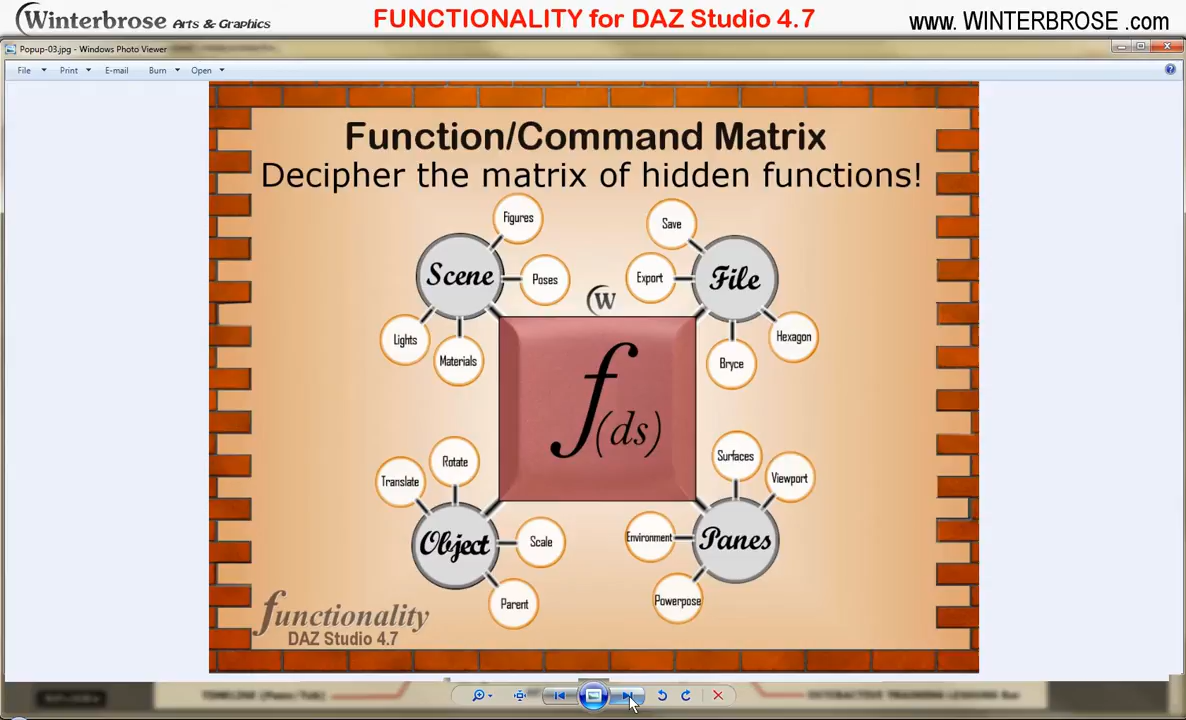 Winterbrose Arts & Graphics
FUNCTIONALITY for DAZ Studio 4.7
www. WINTERBROSE .com
Popup-03.jpg - Windows Photo Viewer
File Print E-mail Burn Open
Function/Command Matrix
Decipher the matrix of hidden functions!
Figures
Scene
Poses
Lights
Materials
Save
File
Export
Hexagon
Bryce
W
f(ds)
Rotate
Translate
Object
Scale
Parent
Surfaces
Viewport
Environment
Panes
Powerpose
functionality
DAZ Studio 4.7